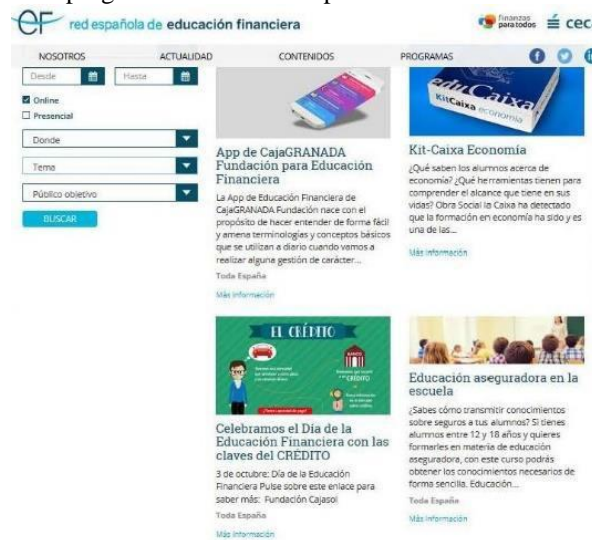 red española de educación financiera
finanzas
para todos
cec
NOSOTROS ACTUALIDAD CONTENIDOS PROGRAMAS
Desde Hasta
Online
Presencial
Donde
Tema
Público objetivo
BUSCAR
App de CajaGRANADA
Fundación para Educación
Financiera
La App de Educación Financiera de
CajaGRANADA Fundación nace con el
propósito de hacer entender de forma fácil
y amena terminologías y conceptos básicos
que se utilizan a diario cuando vamos a
realizar alguna gestión de carácter...
Toda España
Más información
eduCaixa
KitCaixa economía
Kit-Caixa Economía
¿Qué saben los alumnos acerca de
economía? ¿Qué herramientas tienen para
comprender el alcance que tiene en sus
vidas? Obra Social la Caixa ha detectado
que la formación en economía ha sido y es
una de las...
Más información
EL CRÉDITO
Celebramos el Día de la
Educación Financiera con las
claves del CRÉDITO
3 de octubre: Día de la Educación
Financiera Pulse sobre este enlace para
saber más: Fundación Cajasol
Toda España
Más información
Educación aseguradora en la
escuela
¿Sabes cómo transmitir conocimientos
sobre seguros a tus alumnos? Si tienes
alumnos entre 12 y 18 años y quieres
formarles en materia de educación
aseguradora, con este curso podrás
obtener los conocimientos necesarios de
forma sencilla. Educación...
Toda España
Más información